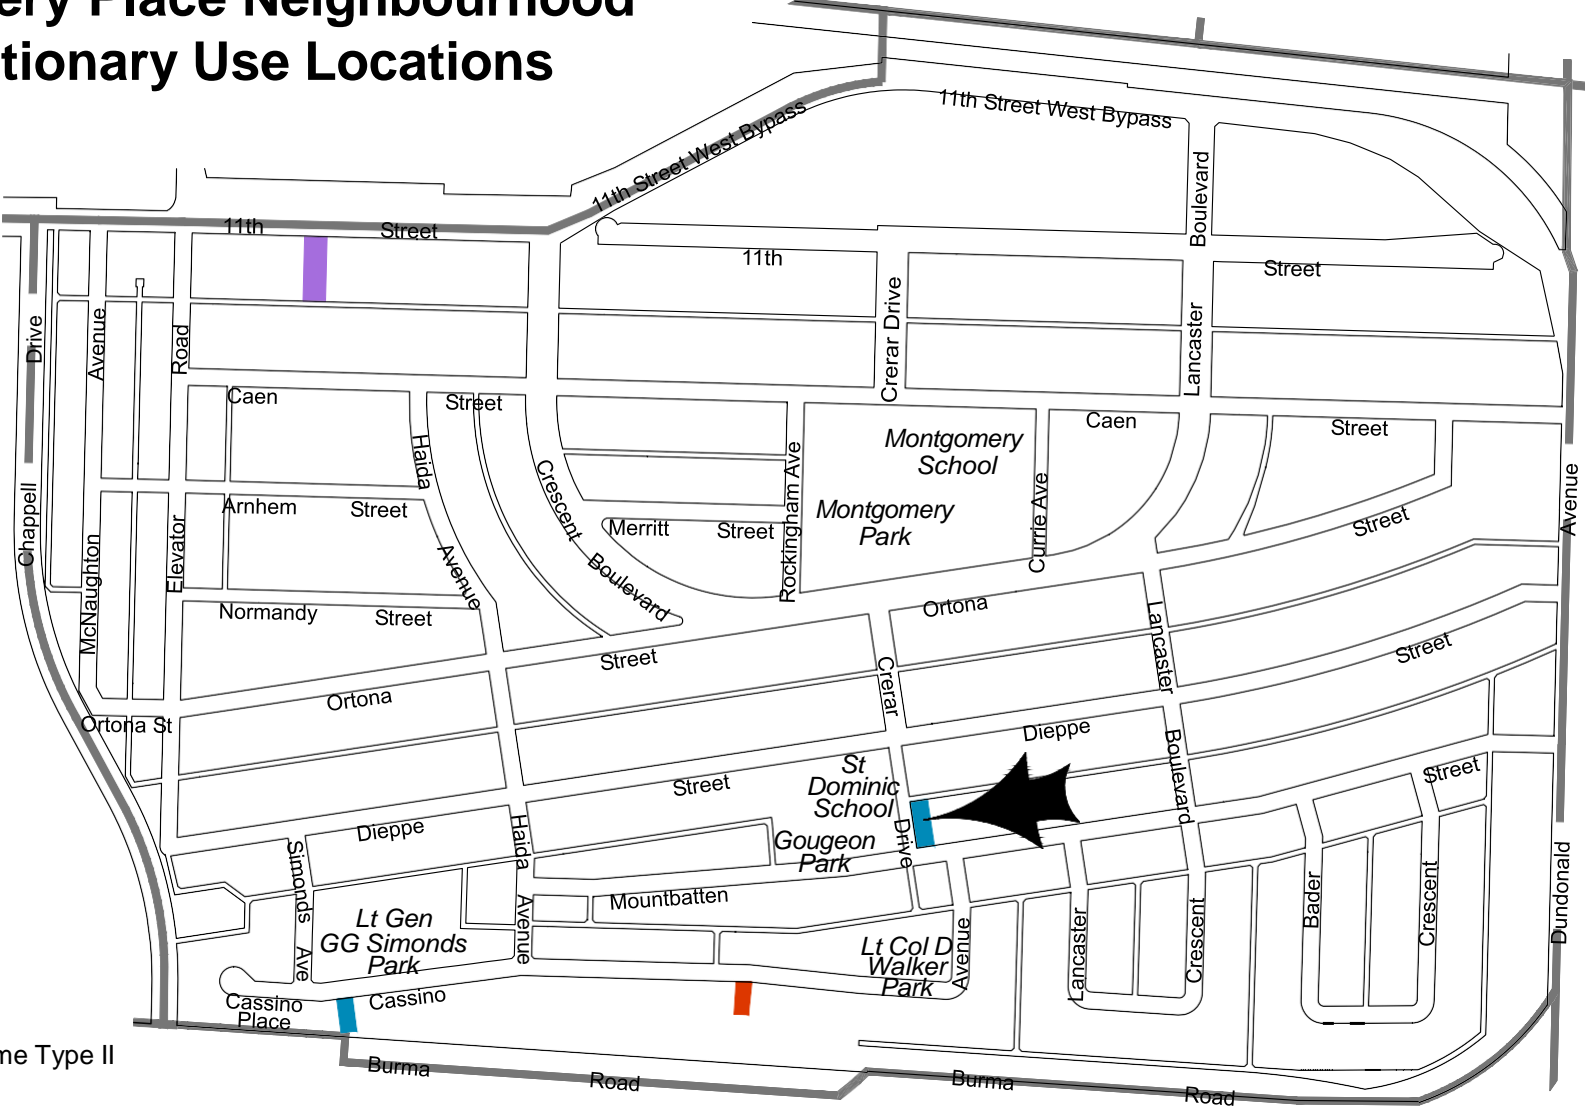 ery Place Neighbourhood
tionary Use Locations
11th Street West Bypass
11th Street West Bypass
Boulevard
11th Street
11th Street
Drive
Avenue
Road
Crerar Drive
Lancaster
Caen Street
Caen Street
Haida
Crescent
Rockingham Ave
Montgomery
School
Currie Ave
Avenue
Chappell
Arnhem Street
Merritt Street
Montgomery
Park
Street
McNaughton
Elevator
Avenue
Boulevard
Normandy Street
Ortona
Lancaster
Street
Street
Crerar
Ortona
Ortona St
Dieppe
Boulevard
Street
St
Dominic
School
Street
Dieppe
Haida
Drive
Gougeon
Park
Simonds
Ave
Mountbatten
Avenue
Lt Gen
GG Simonds
Park
Lt Col D
Walker
Park
Avenue
Lancaster
Crescent
Bader
Crescent
Dundonald
Cassino
Place
Cassino
me Type II
Burma Road
Burma Road